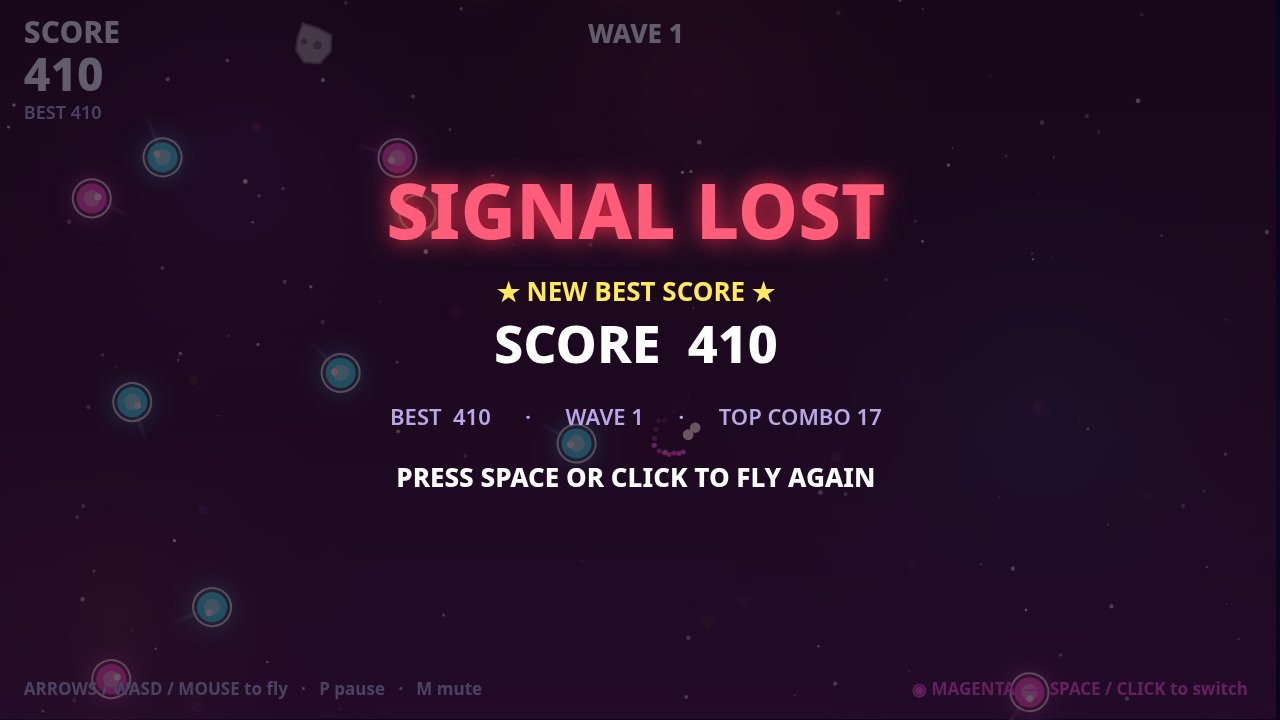 SCORE
WAVE 1
410
BEST 410
SIGNAL LOST
★ NEW BEST SCORE ★
SCORE 410
BEST 410 · WAVE 1 · TOP COMBO 17
PRESS SPACE OR CLICK TO FLY AGAIN
ARROWS / WASD / MOUSE to fly · P pause · M mute
◉ MAGENTA — SPACE / CLICK to switch